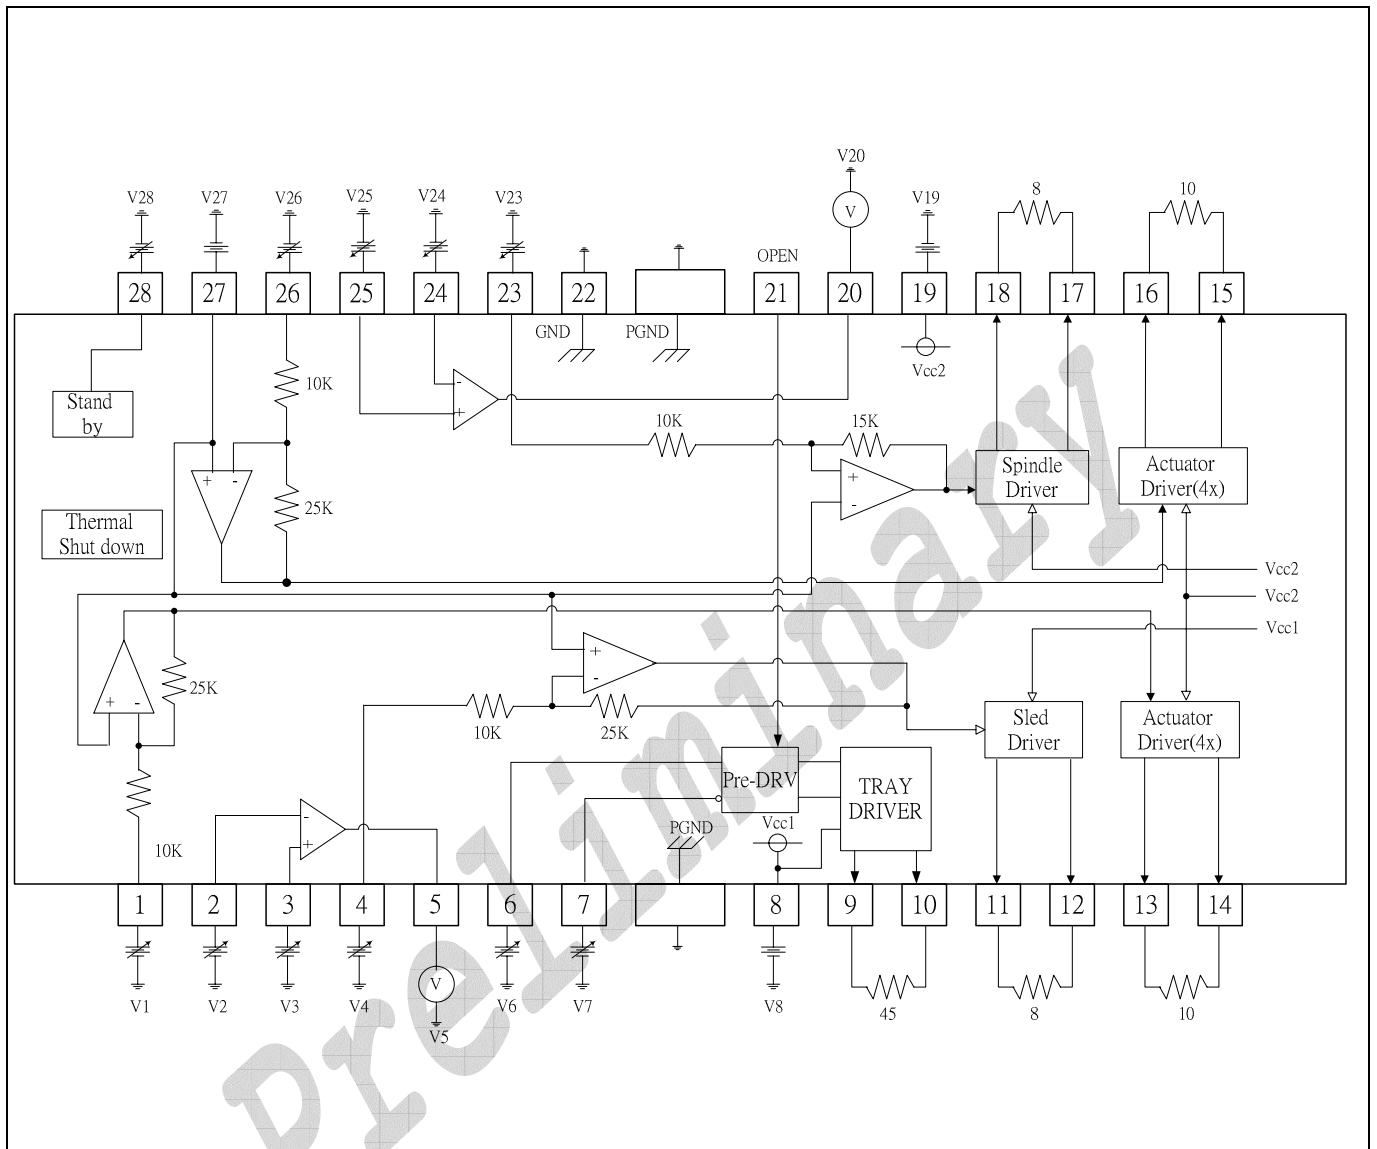 V20
V28 V27 V26 V25 V24 V23 V19 8 10
V
OPEN
28 27 26 25 24 23 22 21 20 19 18 17 16 15
GND PGND
Vcc2
10K
Stand
by
- +
10K 15K
Spindle
Driver
Actuator
Driver(4x)
+ -
+ -
25K
Thermal
Shut down
Vcc2
Vcc2
Vcc1
+ -
25K
+ -
10K 25K
Sled
Driver
Actuator
Driver(4x)
Pre-DRV
TRAY
DRIVER
- +
PGND
Vcc1
10K
1 2 3 4 5 6 7 8 9 10 11 12 13 14
V
V1 V2 V3 V4 V6 V7 V8 45 8 10
V5
Preliminary